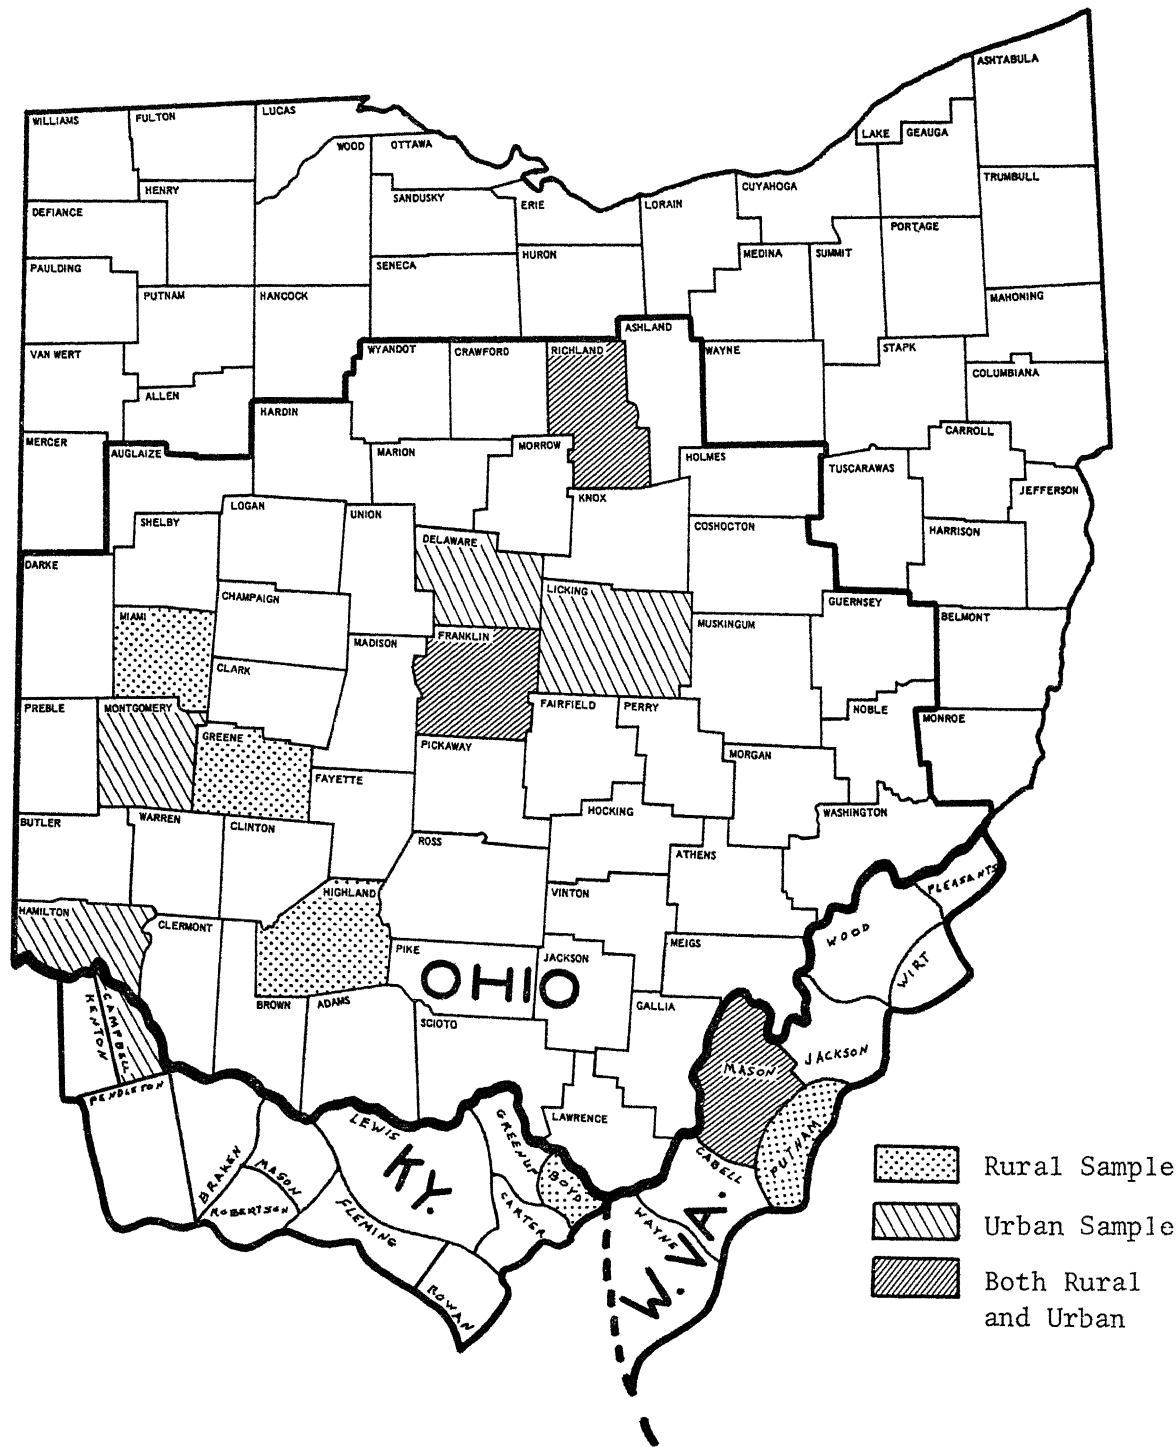 ASHTABULA
LUCAS
FULTON
WILLIAMS
LAKE
GEAUGA
WOOD
OTTAWA
TRUMBULL
CUYAHOGA
HENRY
SANDUSKY
ERIE
LORAIN
DEFIANCE
PORTAGE
HURON
MEDINA
SUMMIT
SENECA
PAULDING
PUTNAM
HANCOCK
MAHONING
ASHLAND
WYANDOT
CRAWFORD
RICHLAND
WAYNE
STAPK
VAN WERT
COLUMBIANA
ALLEN
HARDIN
CARROLL
MERCER
AUGLAIZE
MARION
MORROW
HOLMES
TUSCARAWAS
JEFFERSON
KNOX
LOGAN
UNION
SHELBY
COSHOCTON
HARRISON
DELAWARE
DARKE
LICKING
CHAMPAIGN
GUERNSEY
MIAMI
BELMONT
MUSKINGUM
FRANKLIN
MADISON
CLARK
PREBLE
MONTGOMERY
FAIRFIELD
PERRY
NOBLE
MONROE
GREENE
PICKAWAY
MORGAN
FAYETTE
HOCKING
WASHINGTON
BUTLER
WARREN
CLINTON
ROSS
ATHENS
PLEASANTS
HIGHLAND
VINTON
HAMILTON
CLERMONT
WOOD
MEIGS
PIKE
JACKSON
WIRT
OHIO
BROWN
ADAMS
GALLIA
SCIOTO
CAMPBELL
KENTON
JACKSON
MASON
PENDLETON
LAWRENCE
LEWIS
GREENUP
PUTNAM
KY.
CABELL
BRAKEN
MASON
BOYD
Rural Sample
ROBERTSON
CARTER
FLEMING
WAYNE
W. VA.
Urban Sample
ROWAN
Both Rural
and Urban